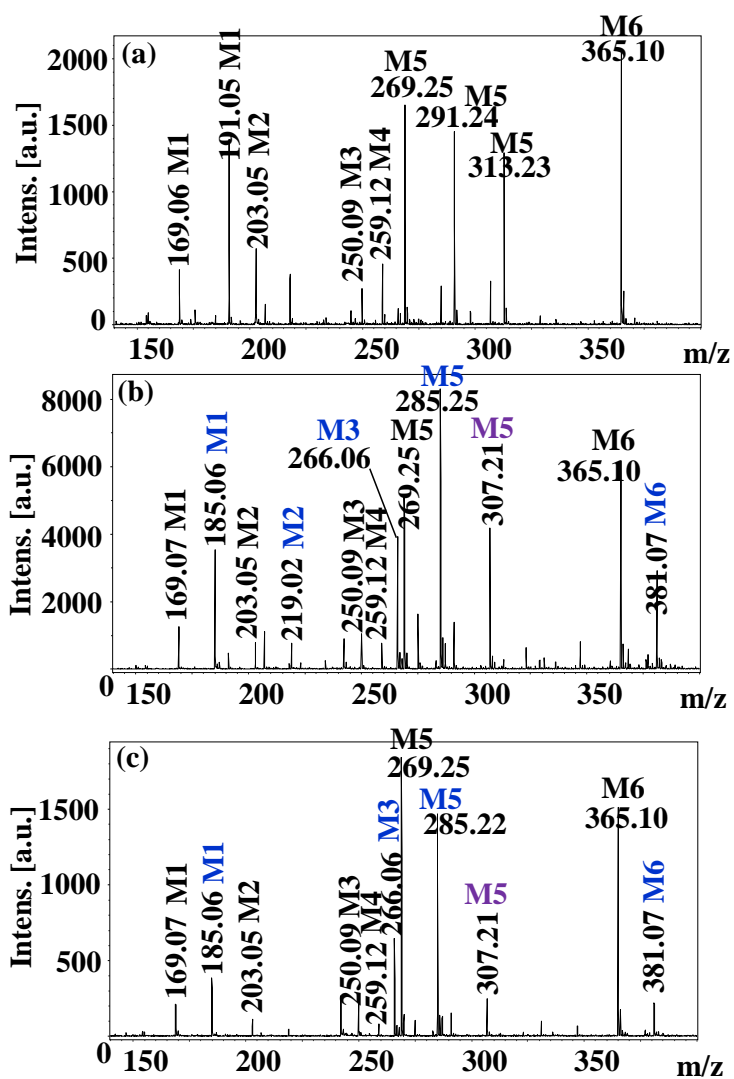 (a)
Intens. [a.u.]
2000
1500
1000
500
0
169.06 M1
191.05 M1
203.05 M2
250.09 M3
259.12 M4
M5
269.25
M5
291.24
M5
313.23
M6
365.10
150
200
250
300
350
m/z
(b)
Intens. [a.u.]
8000
6000
4000
2000
0
169.07 M1
185.06 M1
203.05 M2
219.02 M2
250.09 M3
259.12 M4
M3
266.06
M5
269.25
M5
285.25
M5
307.21
M6
365.10
381.07 M6
150
200
250
300
350
m/z
(c)
Intens. [a.u.]
1500
1000
500
0
169.07 M1
185.06 M1
203.05 M2
250.09 M3
259.12 M4
266.06 M3
M5
269.25
M5
285.22
M5
307.21
M6
365.10
381.07 M6
150
200
250
300
350
m/z